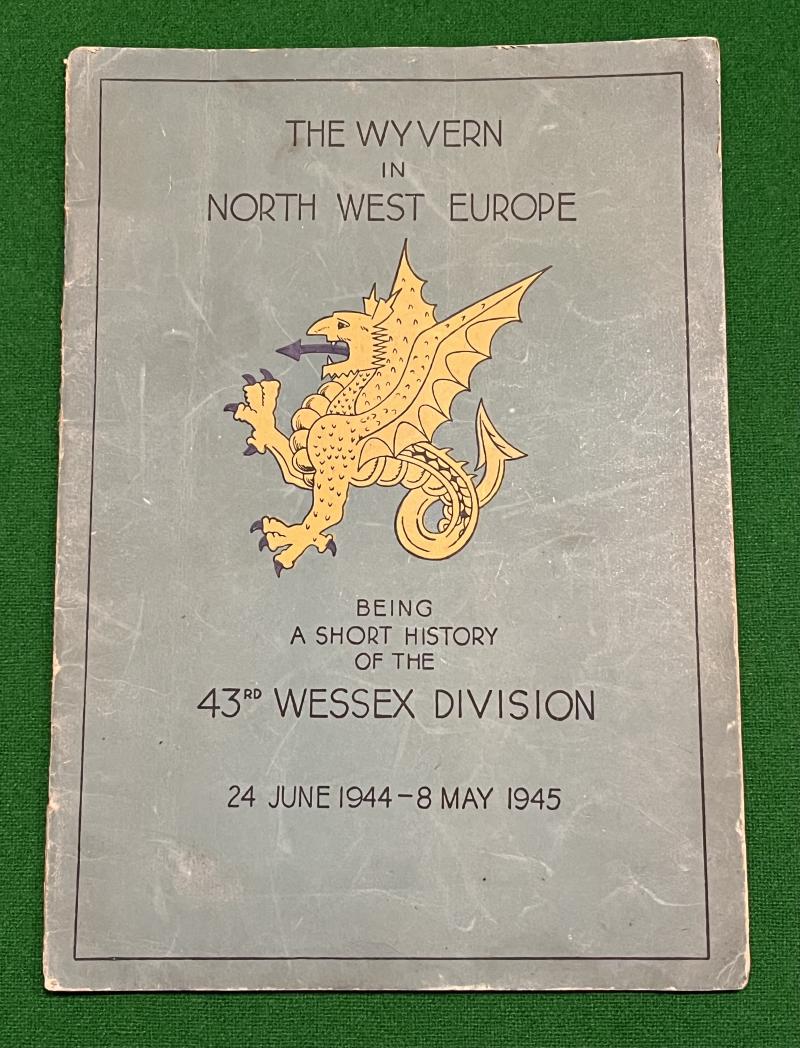 THE WYVERN
IN
NORTH WEST EUROPE
BEING
A SHORT HISTORY
OF THE
43RD WESSEX DIVISION
24 JUNE 1944-8 MAY 1945